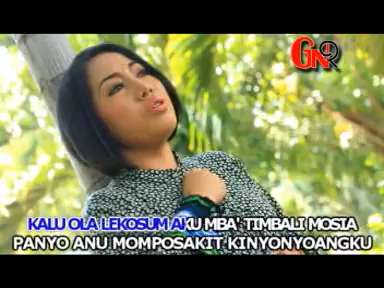 GNR
KALU OLA LEKOSUM AKU MBA' TIMBALI MOSIA
PANYO ANU MOMPOSAKIT KINYONYOANGKU